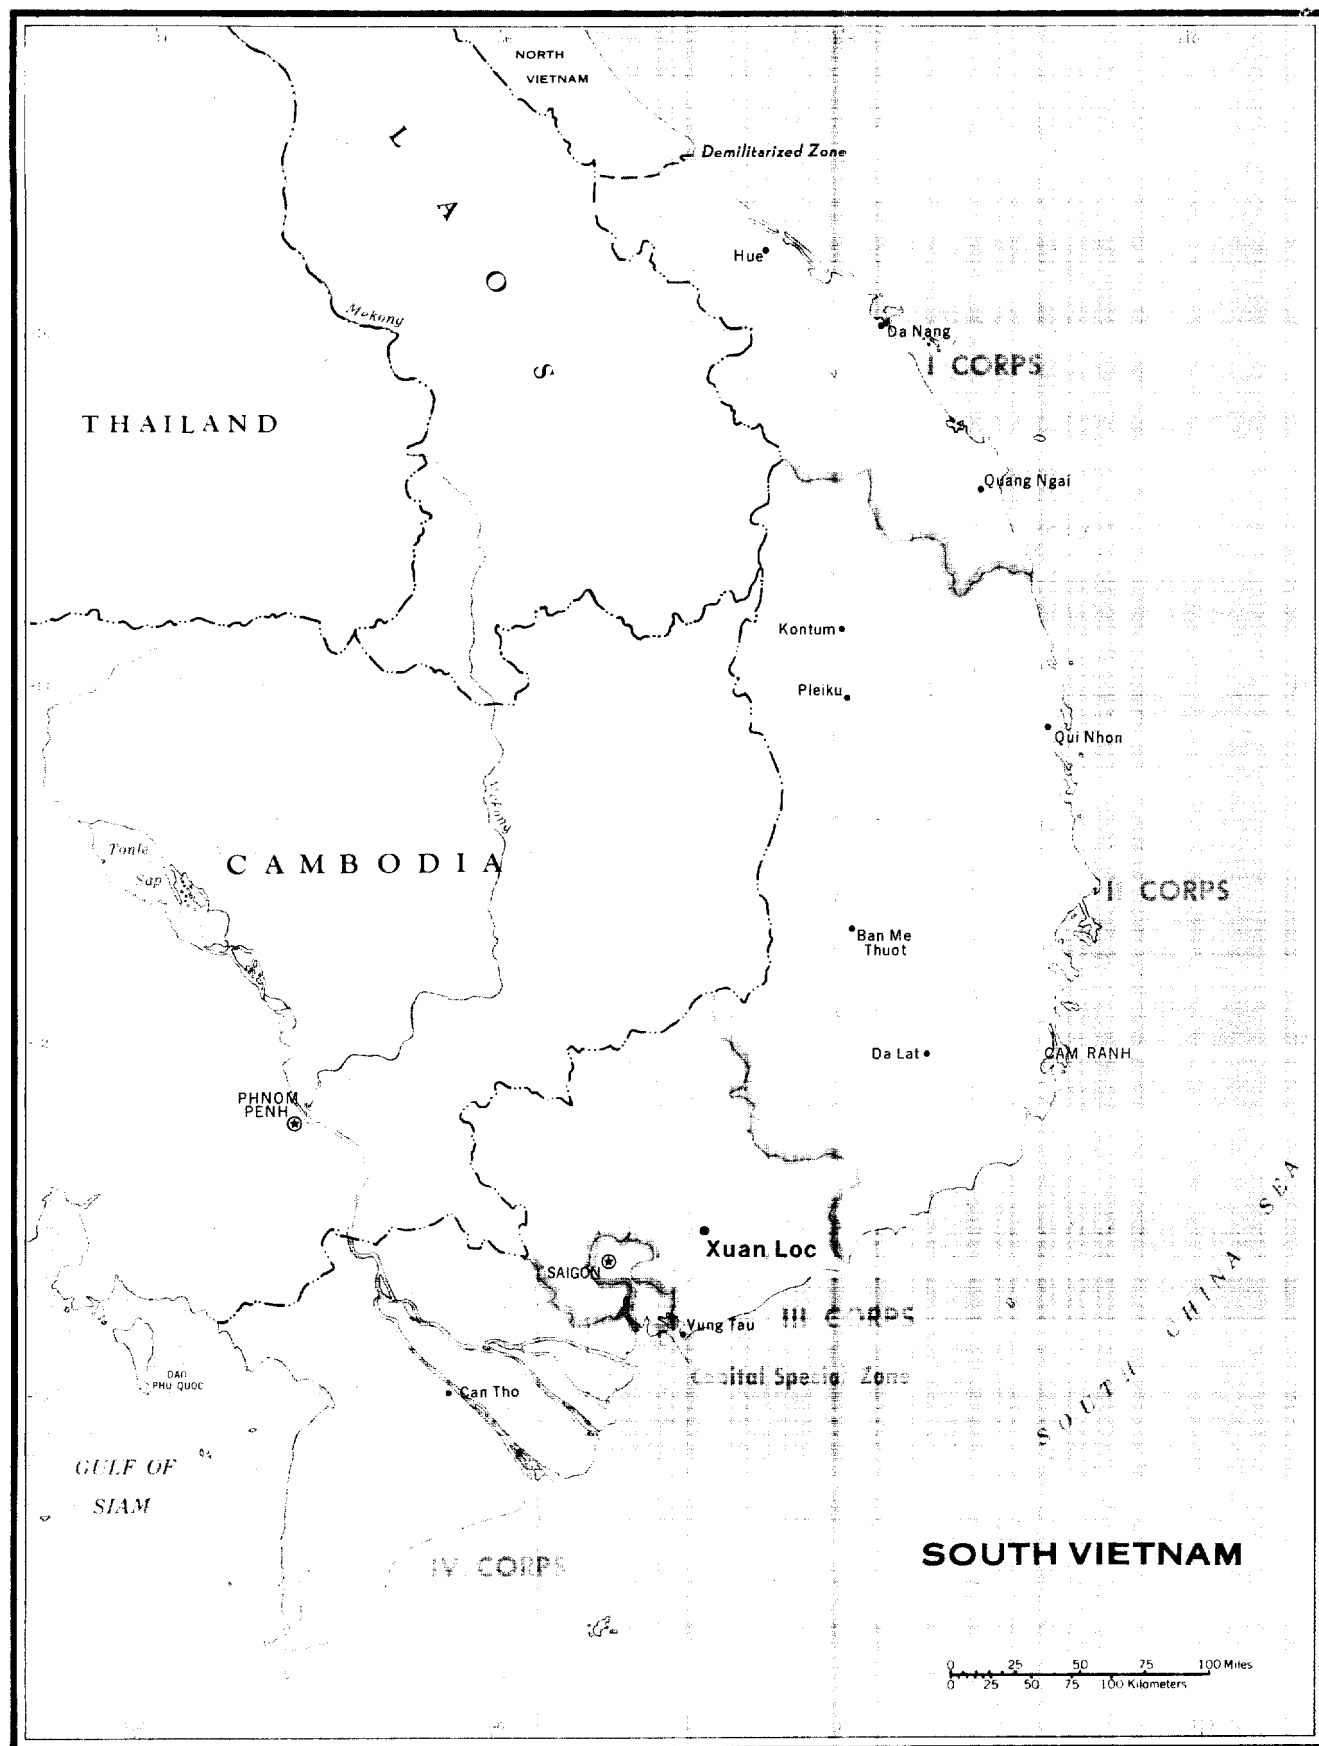 NORTH
VIETNAM
L A O S
Demilitarized Zone
Hue
Mekong
Da Nang
I CORPS
THAILAND
Quang Ngai
Kontum
Pleiku
Qui Nhon
Mekong
Tonle
Sap
CAMBODIA
II CORPS
Ban Me
Thuot
Da Lat
CAM RANH
PHNOM
PENH
SOUTH CHINA SEA
Xuan Loc
SAIGON
III CORPS
Vung Tau
Capital Special Zone
DAO
PHU QUOC
Can Tho
GULF OF
SIAM
SOUTH VIETNAM
IV CORPS
0 25 50 75 100 Miles
0 25 50 75 100 Kilometers